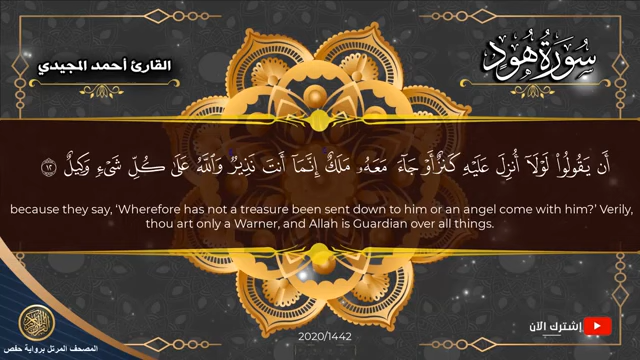 سُورَةُ هُود
القارئ أحمد المجيدي
أَن يَقُولُوا۟ لَوْلَآ أُنزِلَ عَلَيْهِ كَنزٌ أَوْ جَآءَ مَعَهُۥ مَلَكٌ ۚ إِنَّمَآ أَنتَ نَذِيرٌ ۚ وَٱللَّهُ عَلَىٰ كُلِّ شَىْءٍ وَكِيلٌ ١٢
because they say, ‘Wherefore has not a treasure been sent down to him or an angel come with him?’ Verily,
thou art only a Warner, and Allah is Guardian over all things.
إشترك الآن
2020/1442
المصحف المرتل برواية حفص